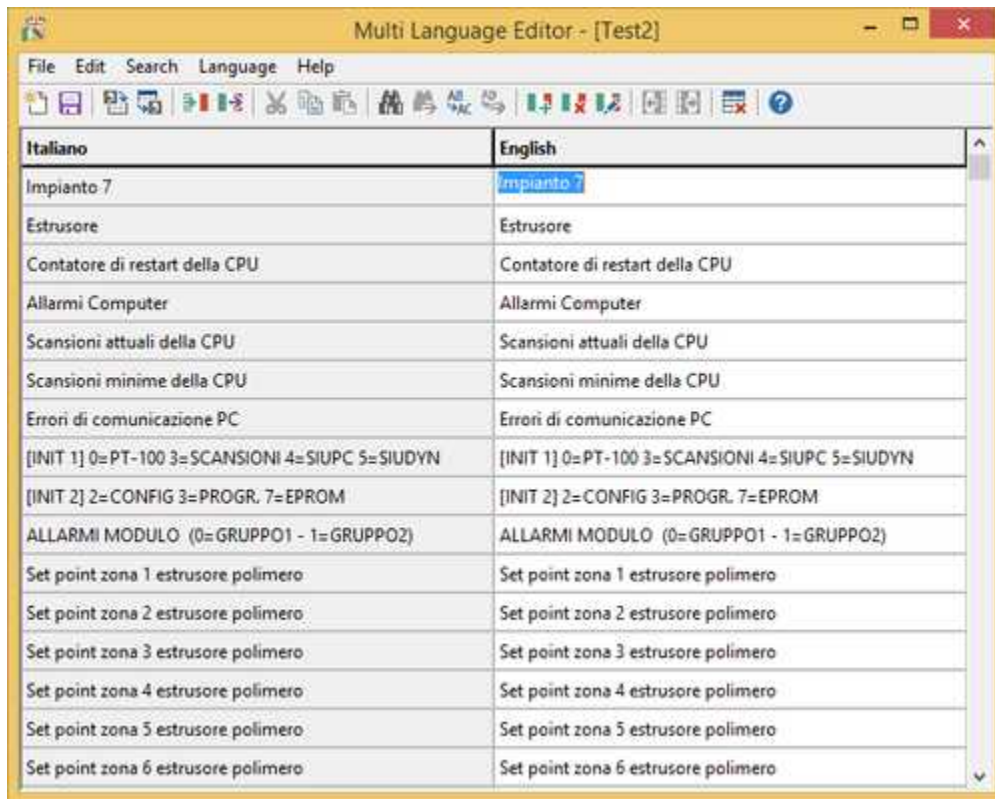 Multi Language Editor - [Test2]
File Edit Search Language Help
Italiano English
Impianto 7 Impianto 7
Estrusore Estrusore
Contatore di restart della CPU Contatore di restart della CPU
Allarmi Computer Allarmi Computer
Scansioni attuali della CPU Scansioni attuali della CPU
Scansioni minime della CPU Scansioni minime della CPU
Errori di comunicazione PC Errori di comunicazione PC
[INIT 1] 0=PT-100 3=SCANSIONI 4=SIUPC 5=SIUDYN [INIT 1] 0=PT-100 3=SCANSIONI 4=SIUPC 5=SIUDYN
[INIT 2] 2=CONFIG 3=PROGR. 7=EPROM [INIT 2] 2=CONFIG 3=PROGR. 7=EPROM
ALLARMI MODULO (0=GRUPPO1 - 1=GRUPPO2) ALLARMI MODULO (0=GRUPPO1 - 1=GRUPPO2)
Set point zona 1 estrusore polimero Set point zona 1 estrusore polimero
Set point zona 2 estrusore polimero Set point zona 2 estrusore polimero
Set point zona 3 estrusore polimero Set point zona 3 estrusore polimero
Set point zona 4 estrusore polimero Set point zona 4 estrusore polimero
Set point zona 5 estrusore polimero Set point zona 5 estrusore polimero
Set point zona 6 estrusore polimero Set point zona 6 estrusore polimero